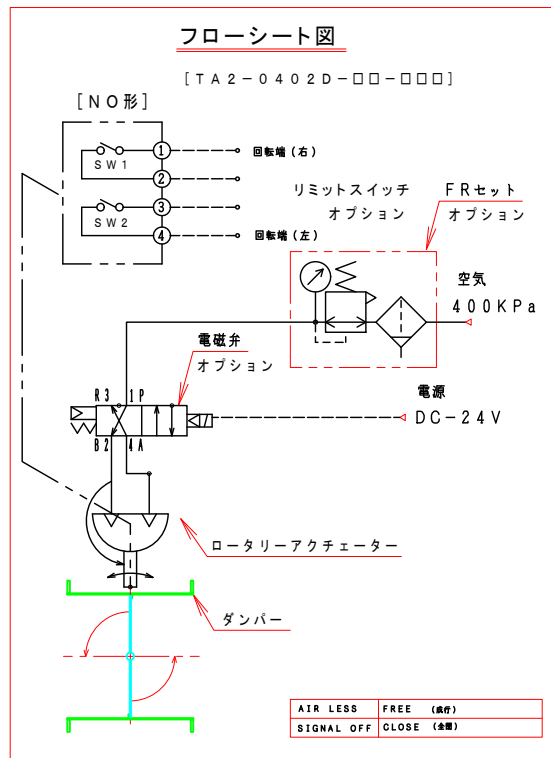 フローシート図
[TA2-0402D-□□-□□□]
[NO形]
SW1
1
2
SW2
3
4
回転端(右)
回転端(左)
リミットスイッチ
オプション
FRセット
オプション
空気
400KPa
電磁弁
オプション
R3 1P
B2 4A
電源
DC-24V
ロータリーアクチェーター
ダンパー
AIR LESS FREE
SIGNAL OFF CLOSE (全閉)